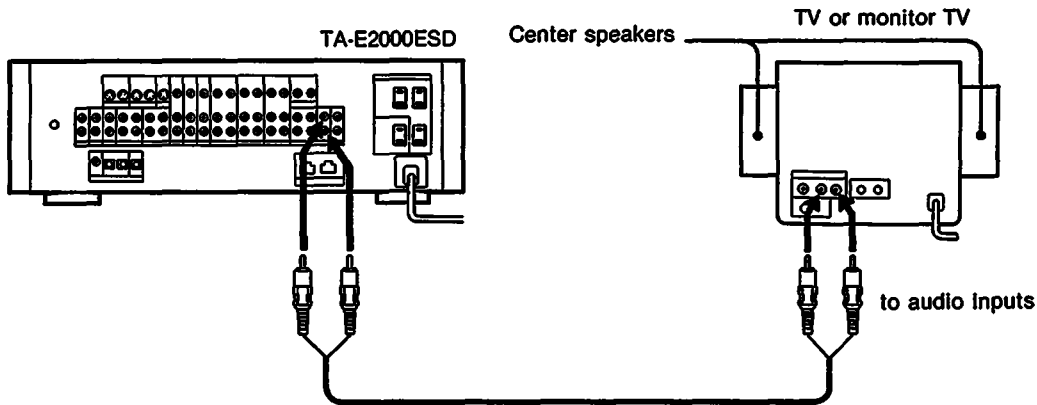 TA-E2000ESD
Center speakers
TV or monitor TV
to audio inputs